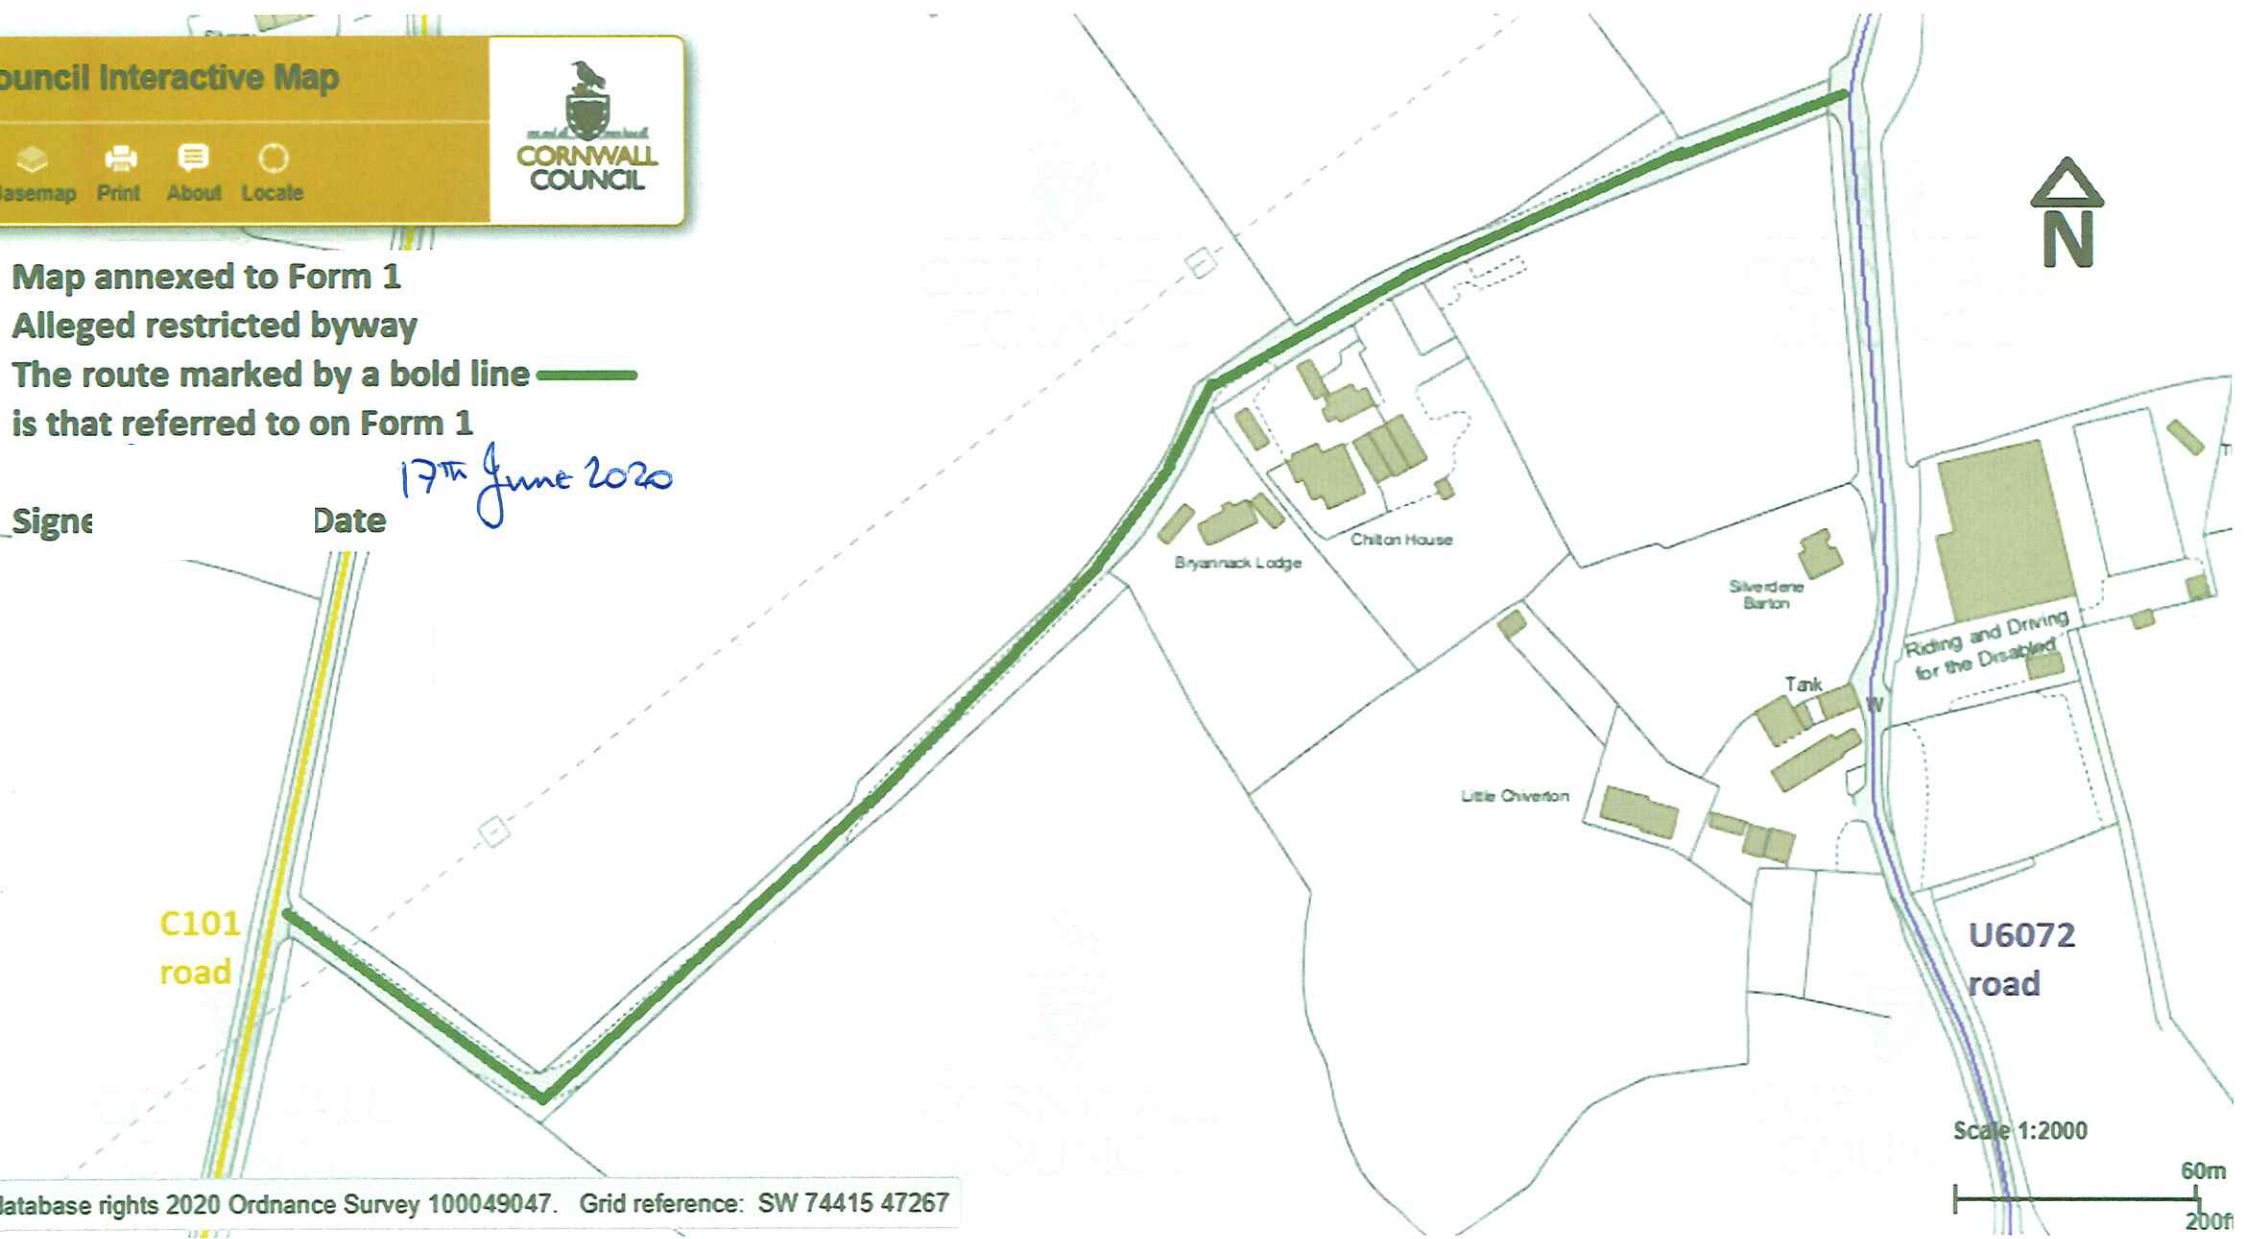 ouncil Interactive Map
Basemap Print About Locate
CORNWALL
COUNCIL
Map annexed to Form 1
Alleged restricted byway
The route marked by a bold line
is that referred to on Form 1
17TH June 2020
Signe Date
N
Chilton House
Bryannack Lodge
Silverdene
Barton
Riding and Driving
for the Disabled
Tank
W
Little Chiverton
C101
road
U6072
road
Scale 1:2000
60m
200ft
database rights 2020 Ordnance Survey 100049047. Grid reference: SW 74415 47267